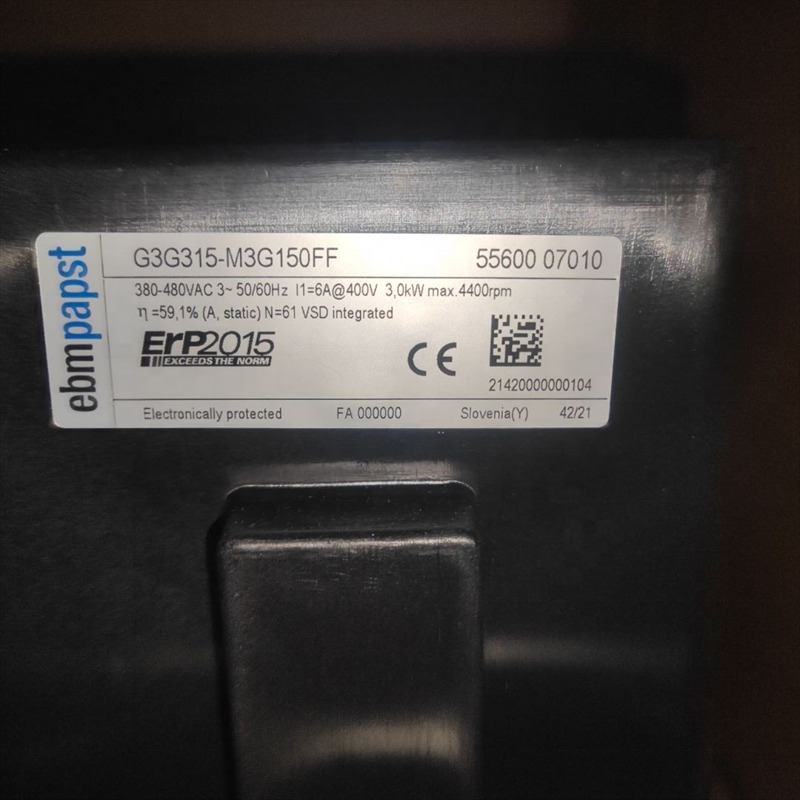 ebmpapst
G3G315-M3G150FF 55600 07010
380-480VAC 3~ 50/60Hz I1=6A@400V 3,0kW max.4400rpm
η=59,1% (A, static) N=61 VSD integrated
ErP2015
EXCEEDS THE NORM
CE
21420000000104
Electronically protected FA 000000 Slovenia(Y) 42/21